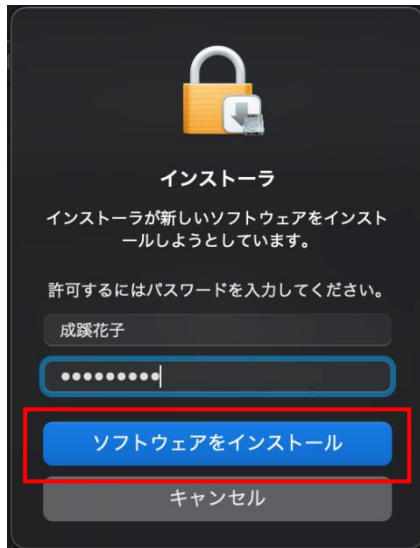 インストーラ
インストーラが新しいソフトウェアをインスト
ールしようとしています。
許可するにはパスワードを入力してください。
成蹊花子
•••••••••
ソフトウェアをインストール
キャンセル